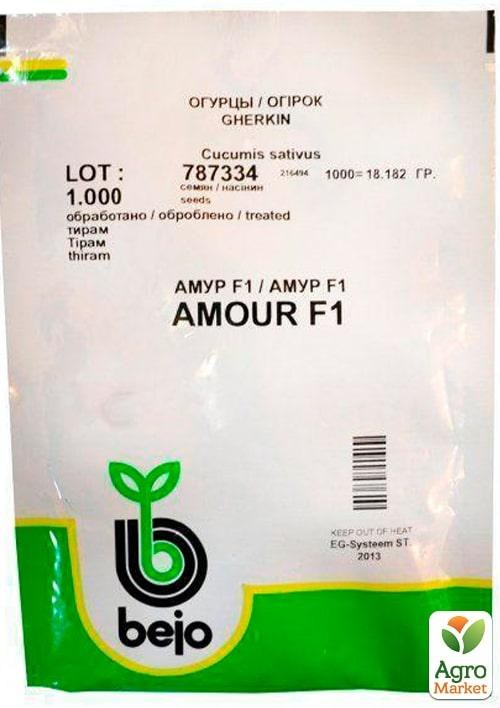 ОГУРЦЫ / ОГІРОК
GHERKIN
Cucumis sativus
LOT : 787334 216494 1000= 18.182 ГР.
1.000 семян / насінин
seeds
обработано / оброблено / treated
тирам
Тірам
thiram
АМУР F1 / АМУР F1
AMOUR F1
KEEP OUT OF HEAT
EG-Systeem ST.
2013
bejo
Agro
Market